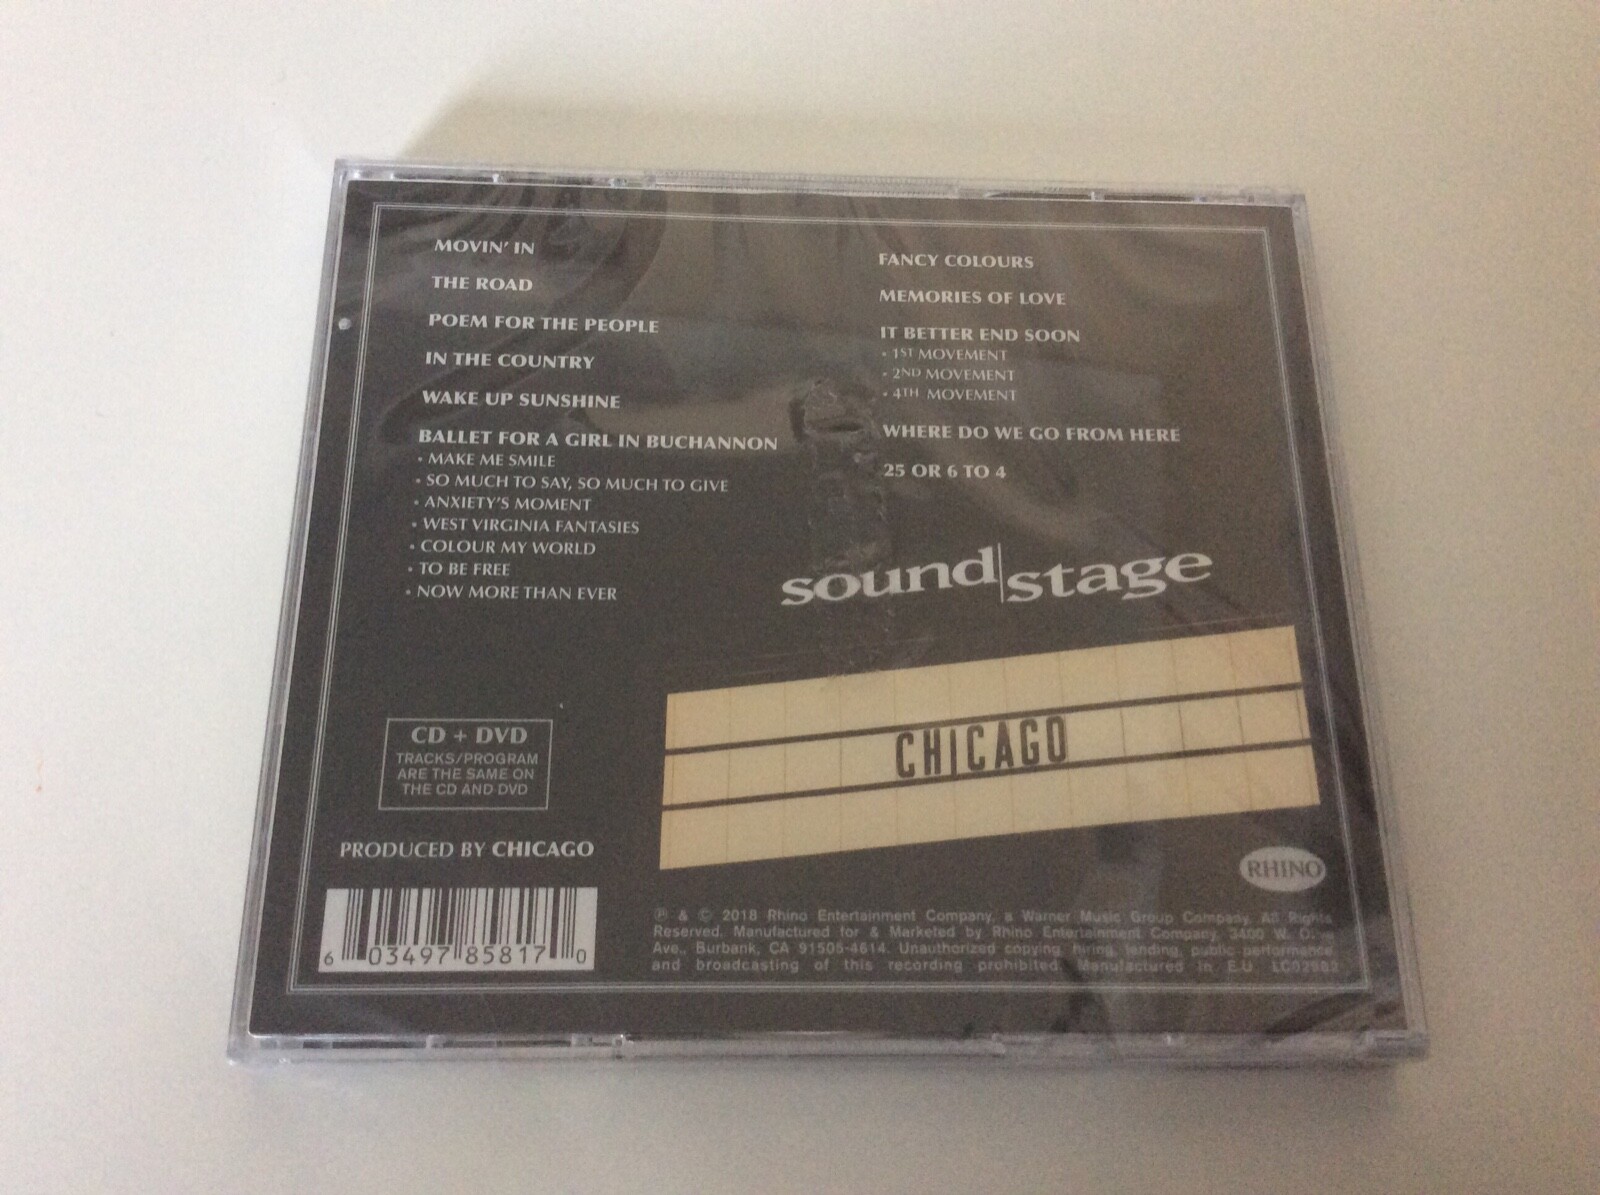 MOVIN' IN
THE ROAD
POEM FOR THE PEOPLE
IN THE COUNTRY
WAKE UP SUNSHINE
BALLET FOR A GIRL IN BUCHANNON
• MAKE ME SMILE
• SO MUCH TO SAY, SO MUCH TO GIVE
• ANXIETY'S MOMENT
• WEST VIRGINIA FANTASIES
• COLOUR MY WORLD
• TO BE FREE
• NOW MORE THAN EVER
FANCY COLOURS
MEMORIES OF LOVE
IT BETTER END SOON
• 1ST MOVEMENT
• 2ND MOVEMENT
• 4TH MOVEMENT
WHERE DO WE GO FROM HERE
25 OR 6 TO 4
sound|stage
CHICAGO
CD + DVD
TRACKS/PROGRAM
ARE THE SAME ON
THE CD AND DVD
PRODUCED BY CHICAGO
6 03497 85817 0
RHINO
℗ & © 2018 Rhino Entertainment Company, a Warner Music Group Company. All Rights
Reserved. Manufactured for & Marketed by Rhino Entertainment Company, 3400 W. Olive
Ave., Burbank, CA 91505-4614. Unauthorized copying, hiring, lending, public performance
and broadcasting of this recording prohibited. Manufactured in E.U. LC02982